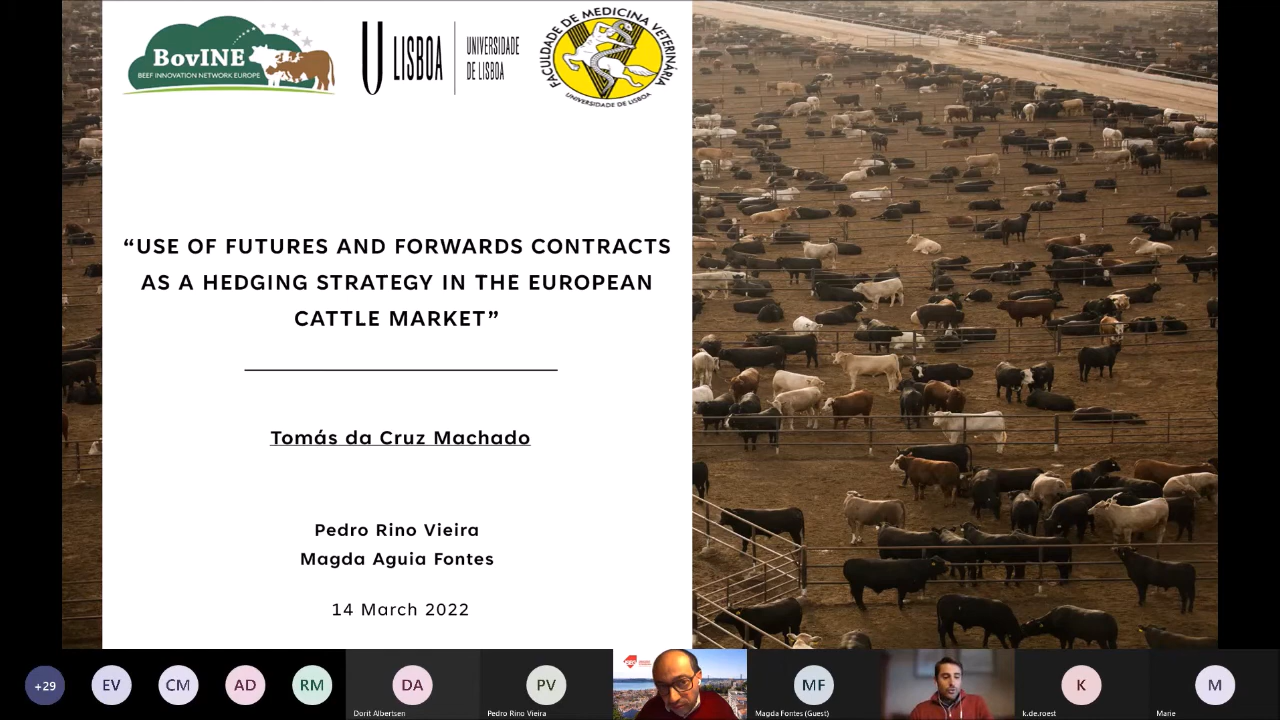 BovINE
BEEF INNOVATION NETWORK EUROPE
U LISBOA
UNIVERSIDADE
DE LISBOA
FACULDADE DE MEDICINA VETERINÁRIA
UNIVERSIDADE DE LISBOA
“USE OF FUTURES AND FORWARDS CONTRACTS
AS A HEDGING STRATEGY IN THE EUROPEAN
CATTLE MARKET”
Tomás da Cruz Machado
Pedro Rino Vieira
Magda Aguia Fontes
14 March 2022
+29
EV
CM
AD
RM
DA
Dorit Albertsen
PV
Pedro Rino Vieira
MF
Magda Fontes (Guest)
K
k.de.roest
M
Marie